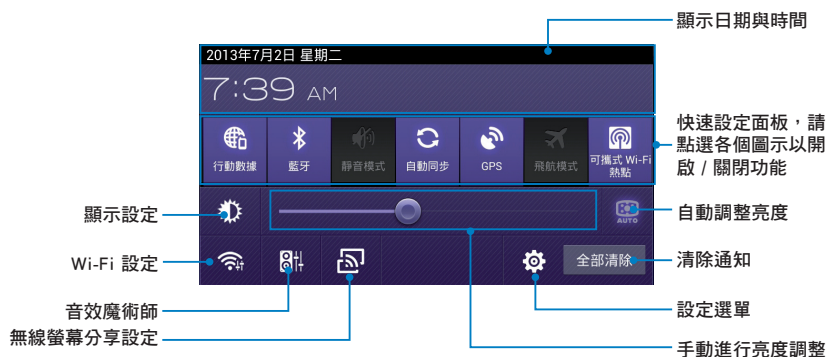 顯示日期與時間
2013年7月2日 星期二
7:39 AM
快速設定面板，請
點選各個圖示以開
啟 / 關閉功能
行動數據
藍牙
靜音模式
自動同步
GPS
飛航模式
可攜式 Wi-Fi
熱點
顯示設定
AUTO
自動調整亮度
Wi-Fi 設定
全部清除
清除通知
音效魔術師
設定選單
無線螢幕分享設定
手動進行亮度調整